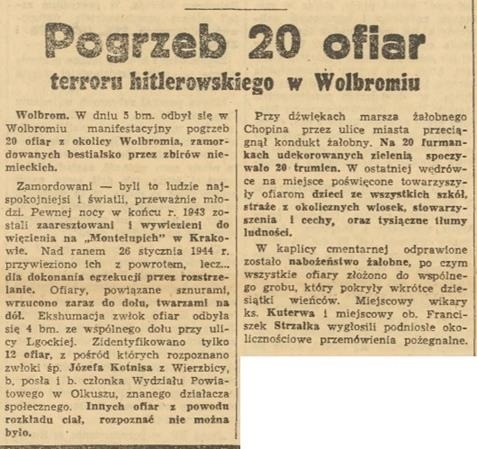 Pogrzeb 20 ofiar
terroru hitlerowskiego w Wolbromiu
Wolbrom. W dniu 5 bm. odbył się w
Wolbromiu manifestacyjny pogrzeb
20 ofiar z okolicy Wolbromia, zamor-
dowanych bestialsko przez zbirów nie-
mieckich.
Zamordowani — byli to ludzie naj-
spokojniejsi i światli, przeważnie mło-
dzi. Pewnej nocy w końcu r. 1943 zo-
stali zaaresztowani i wywiezieni do
więzienia na „Montelupich" w Krako-
wie. Nad ranem 26 stycznia 1944 r.
przywieziono ich z powrotem, lecz...
dla dokonania egzekucji przez rozstrze-
lanie. Ofiary, powiązane sznurami,
wrzucono zaraz do dołu, twarzami na
dół. Ekshumacja zwłok ofiar odbyła
się 4 bm. ze wspólnego dołu przy uli-
cy Lgockiej. Zidentyfikowano tylko
12 ofiar, z pośród których rozpoznano
zwłoki śp. Józefa Kotnisa z Wierzbicy,
b. posła i b. członka Wydziału Powia-
towego w Olkuszu, znanego działacza
społecznego. Innych ofiar z powodu
rozkładu ciał, rozpoznać nie można
było.
Przy dźwiękach marsza żałobnego
Chopina przez ulice miasta przecią-
gnął kondukt żałobny. Na 20 furman-
kach udekorowanych zielenią spoczy-
wało 20 trumien. W ostatniej wędrów-
ce na miejsce poświęcone towarzyszy-
ły ofiarom dzieci ze wszystkich szkół,
straże z okolicznych wiosek, stowarzy-
szenia i cechy, oraz tysiączne tłumy
ludności.
W kaplicy cmentarnej odprawione
zostało nabożeństwo żałobne, po czym
wszystkie ofiary złożono do wspólne-
go grobu, który pokryły wkrótce dzie-
siątki wieńców. Miejscowy wikary
ks. Kuterwa i miejscowy ob. Franci-
szek Strzałka wygłosili podniosłe oko-
licznościowe przemówienia pożegnalne.